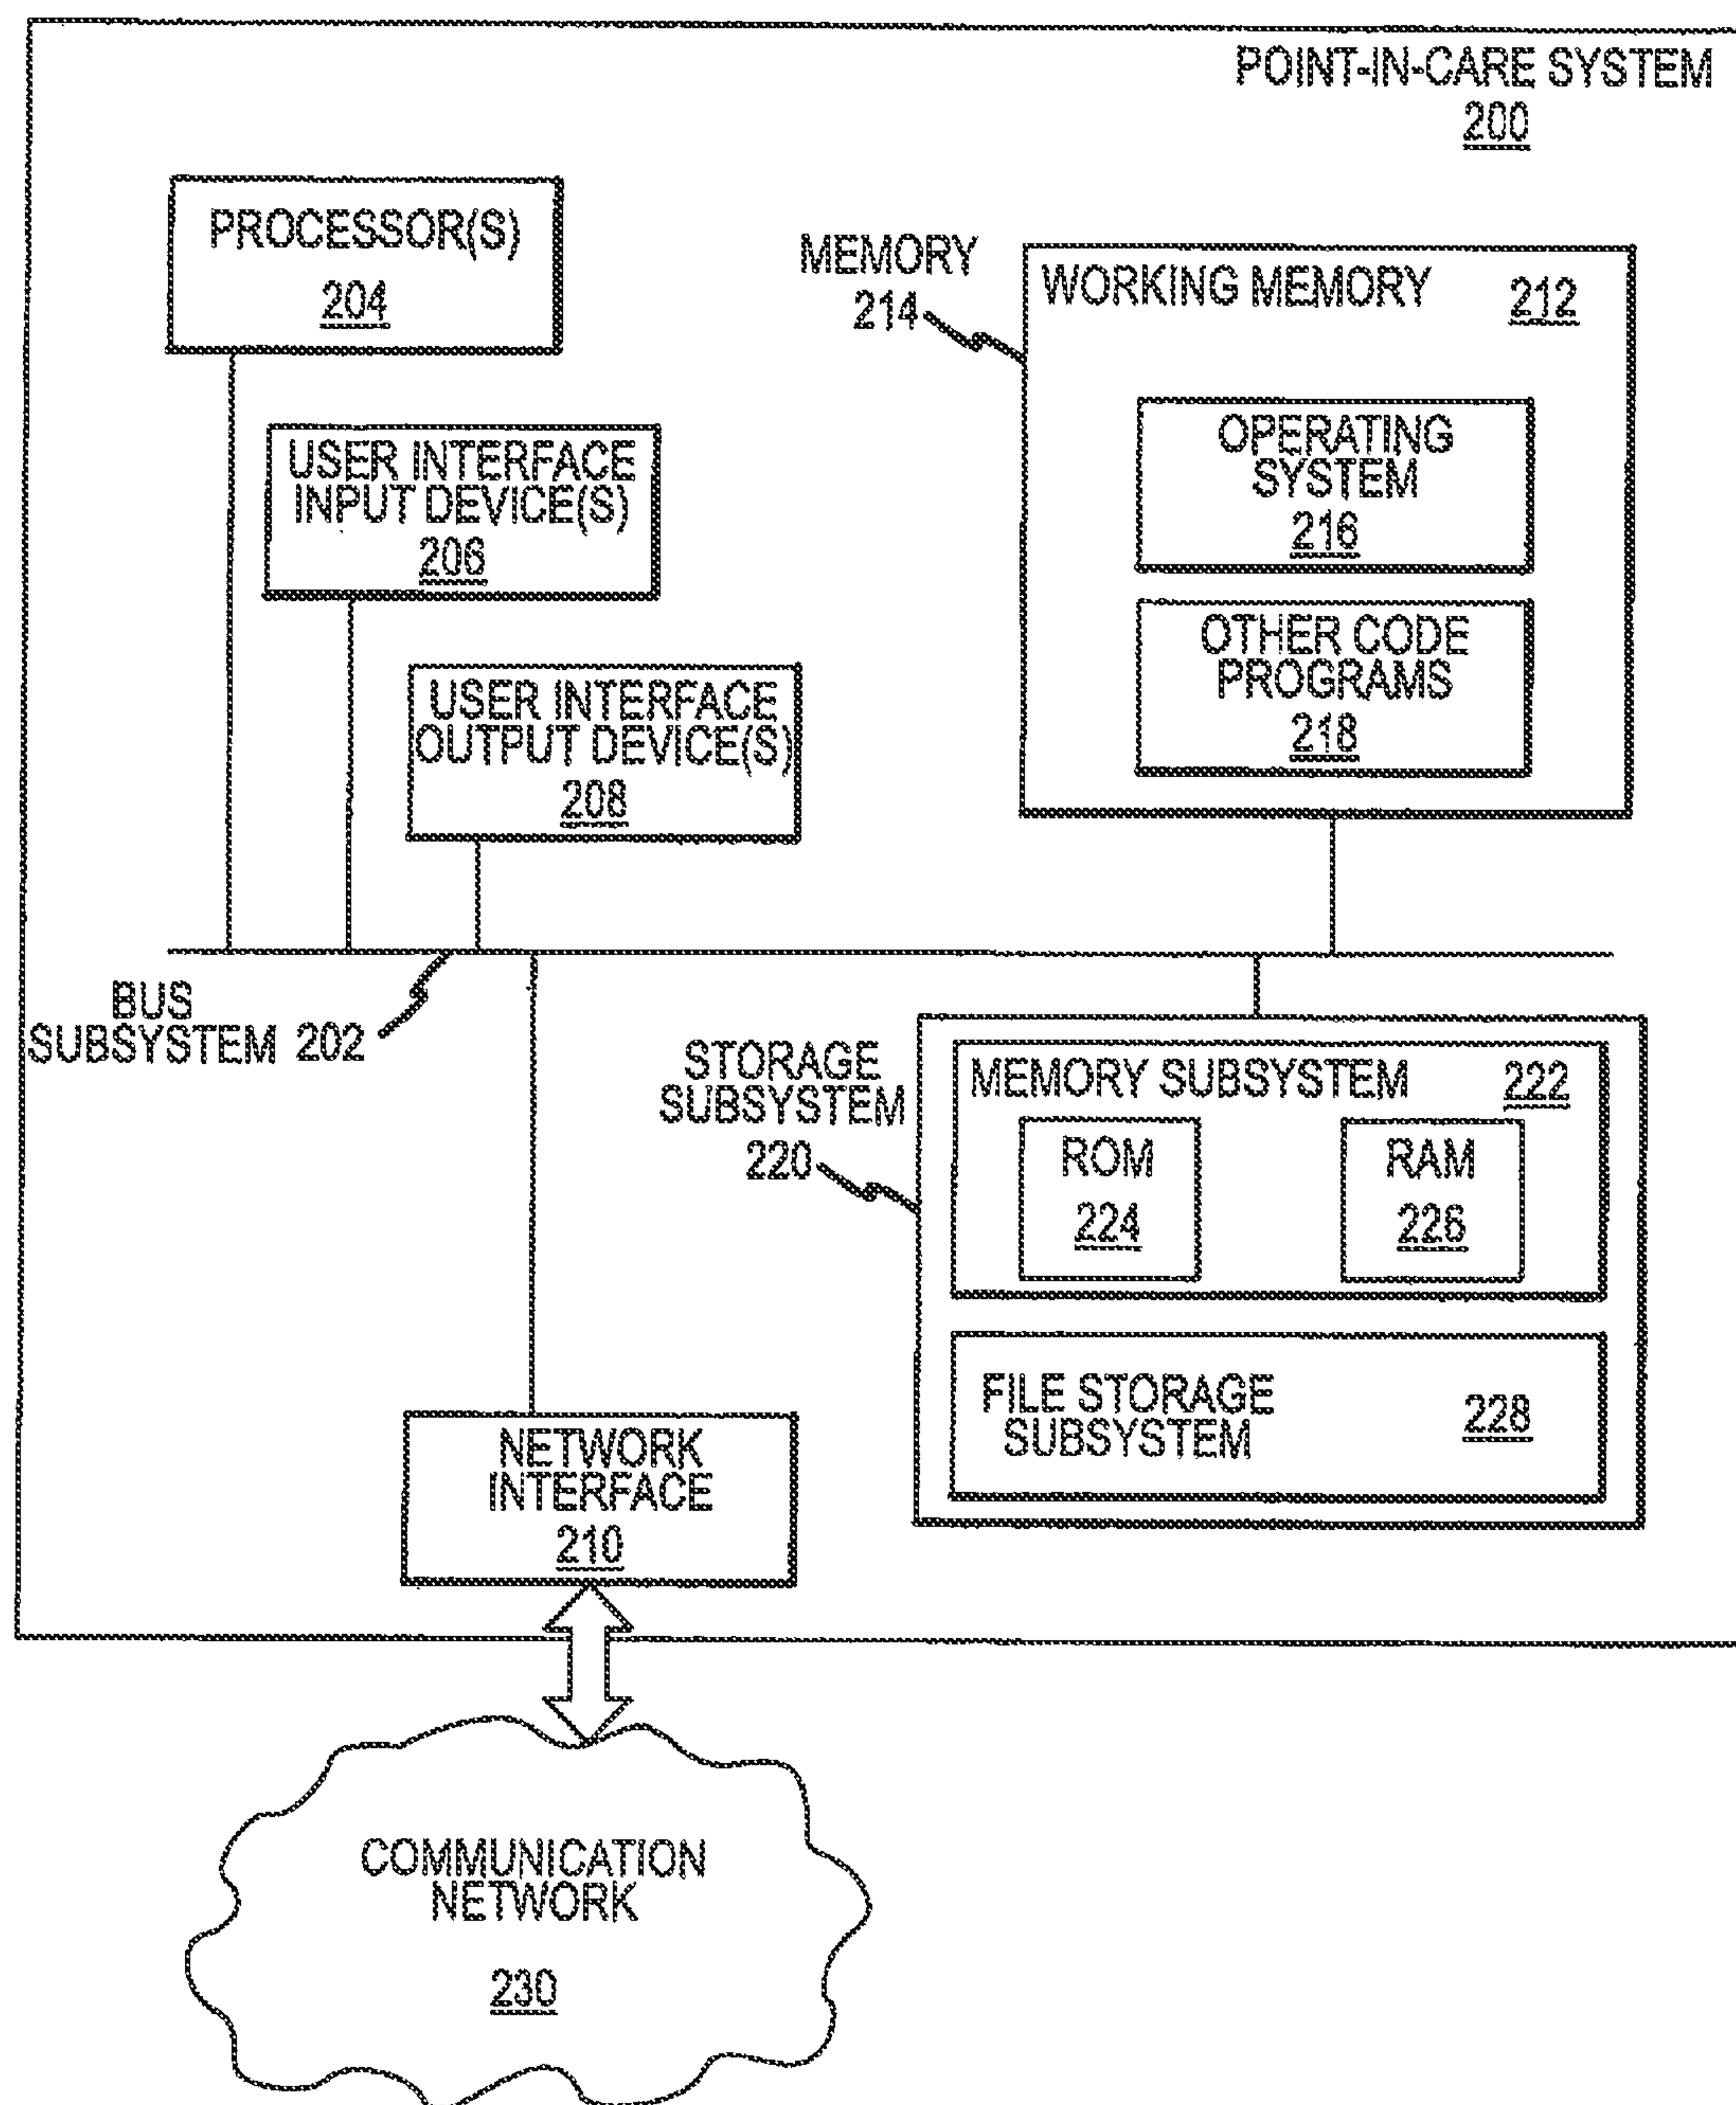 POINT-IN-CARE SYSTEM
200
PROCESSOR(S)
204
MEMORY
214
WORKING MEMORY 212
USER INTERFACE
INPUT DEVICE(S)
206
OPERATING
SYSTEM
216
OTHER CODE
PROGRAMS
218
USER INTERFACE
OUTPUT DEVICE(S)
208
BUS
SUBSYSTEM 202
STORAGE
SUBSYSTEM
220
MEMORY SUBSYSTEM 222
ROM
224
RAM
226
FILE STORAGE
SUBSYSTEM
228
NETWORK
INTERFACE
210
COMMUNICATION
NETWORK
230